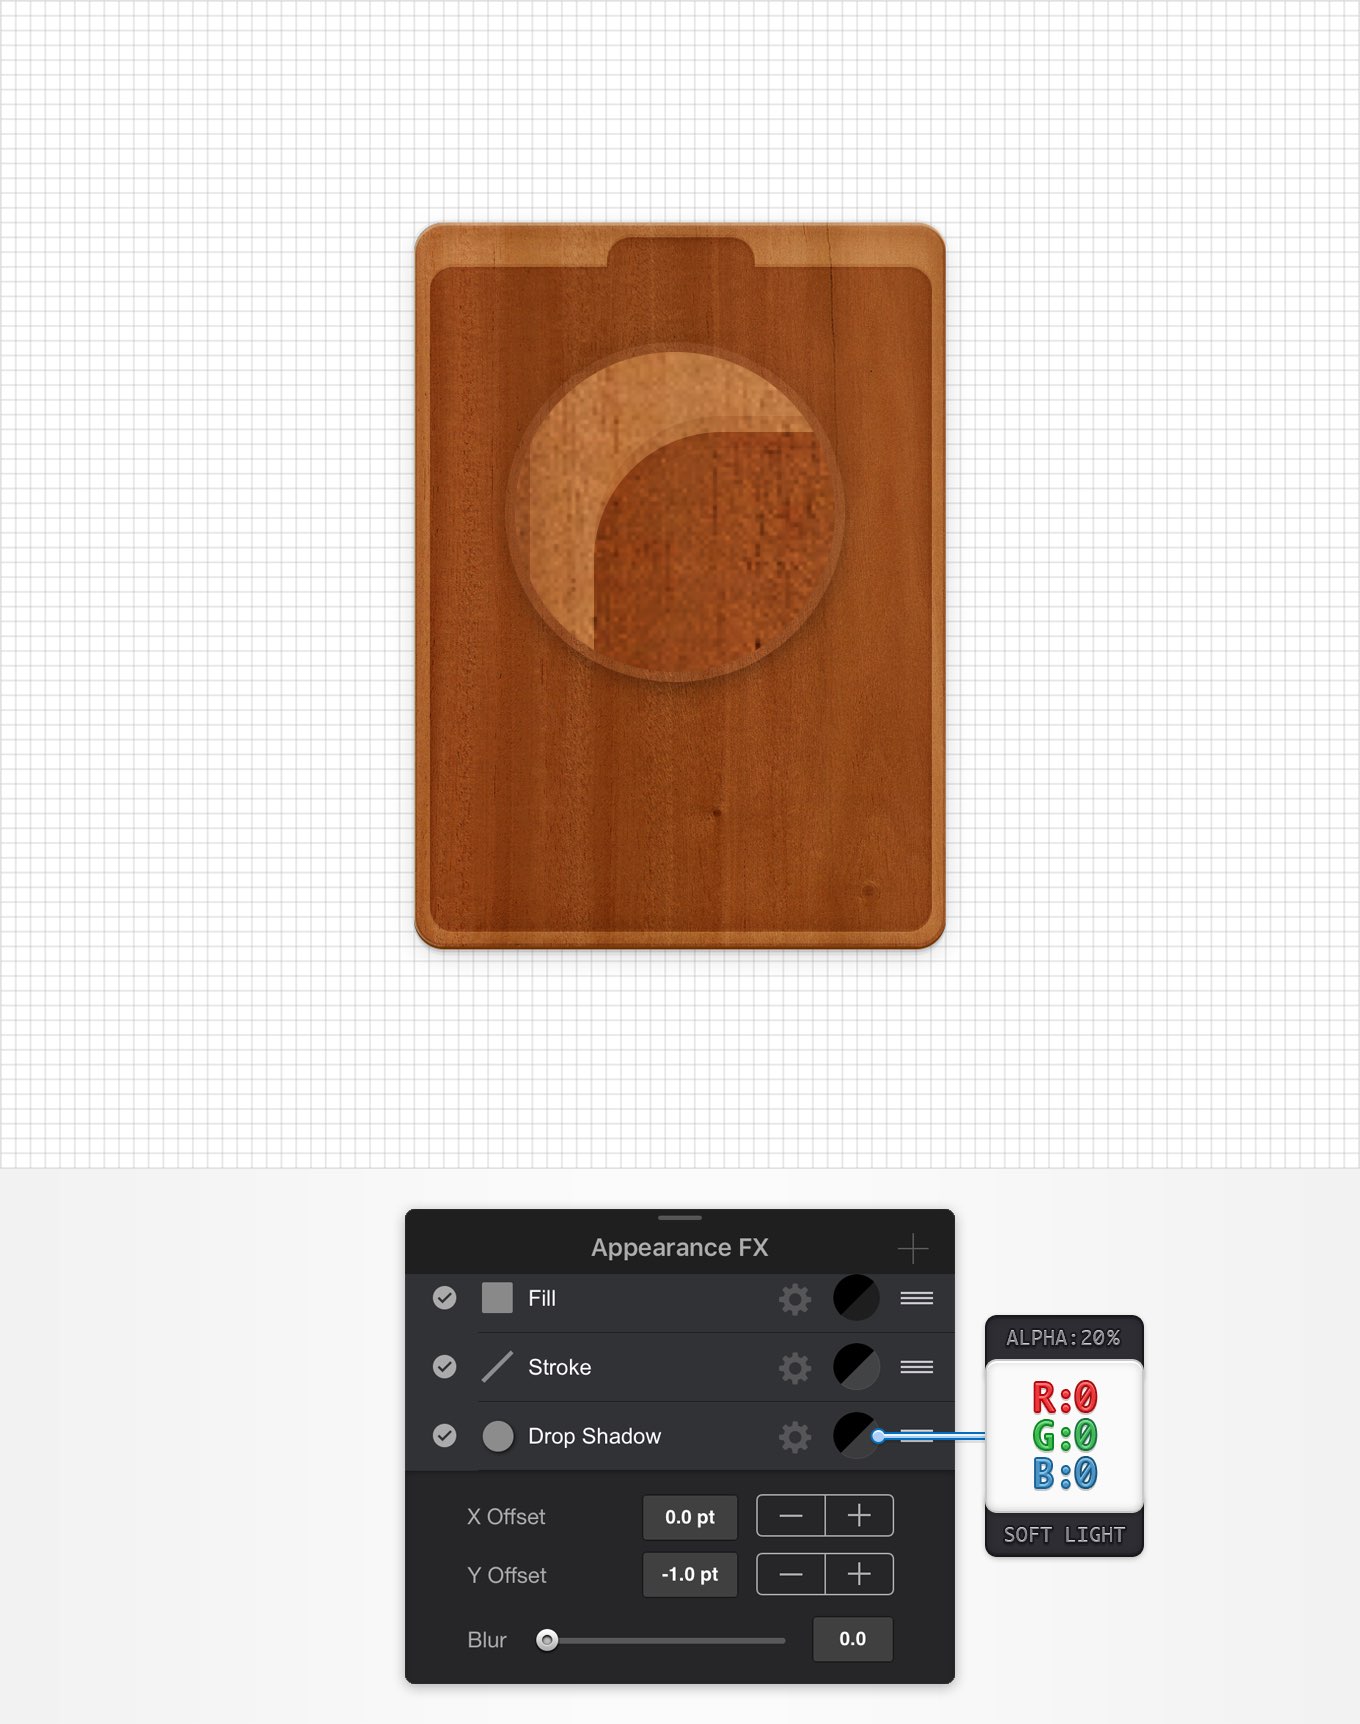 Appearance FX
Fill
Stroke
Drop Shadow
X Offset 0.0 pt
Y Offset -1.0 pt
Blur 0.0
ALPHA:20%
R:0
G:0
B:0
SOFT LIGHT